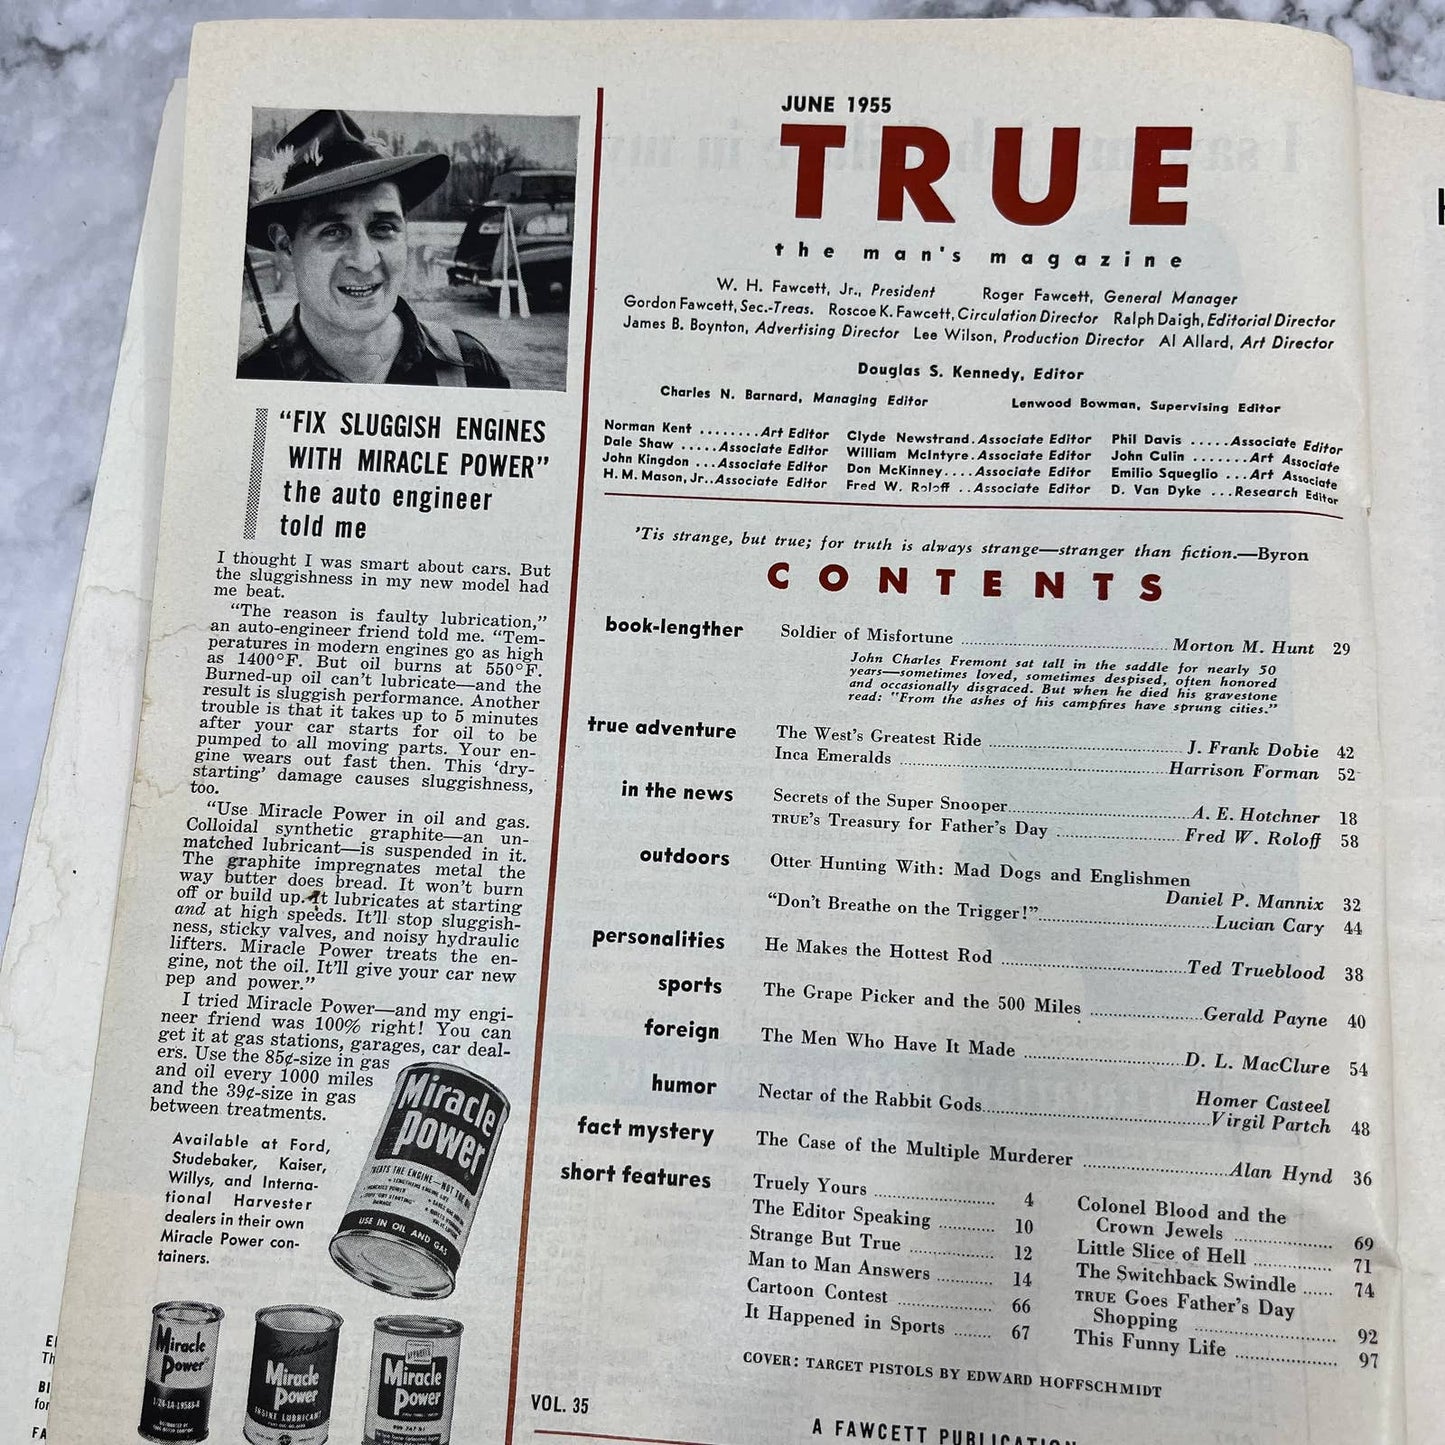 "FIX SLUGGISH ENGINES
WITH MIRACLE POWER"
the auto engineer
told me
I thought I was smart about cars. But
the sluggishness in my new model had
me beat.
"The reason is faulty lubrication,"
an auto-engineer friend told me. "Tem-
peratures in modern engines go as high
as 1400°F. But oil burns at 550°F.
Burned-up oil can't lubricate—and the
result is sluggish performance. Another
trouble is that it takes up to 5 minutes
after your car starts for oil to be
pumped to all moving parts. Your en-
gine wears out fast then. This 'dry-
starting' damage causes sluggishness,
too.
"Use Miracle Power in oil and gas.
Colloidal synthetic graphite—an un-
matched lubricant—is suspended in it.
The graphite impregnates metal the
way butter does bread. It won't burn
off or build up. It lubricates at starting
and at high speeds. It'll stop sluggish-
ness, sticky valves, and noisy hydraulic
lifters. Miracle Power treats the en-
gine, not the oil. It'll give your car new
pep and power."
I tried Miracle Power—and my engi-
neer friend was 100% right! You can
get it at gas stations, garages, car deal-
ers. Use the 85¢-size in gas
and oil every 1000 miles
and the 39¢-size in gas
between treatments.
Available at Ford,
Studebaker, Kaiser,
Willys, and Interna-
tional Harvester
dealers in their own
Miracle Power con-
tainers.
Miracle
Power
TREATS THE ENGINE—NOT THE OIL
USE IN OIL AND GAS
Miracle
Power
Studebaker
Miracle
Power
ENGINE LUBRICANT
Miracle
Power
JUNE 1955
TRUE
the man's magazine
W. H. Fawcett, Jr., President Roger Fawcett, General Manager
Gordon Fawcett, Sec.-Treas. Roscoe K. Fawcett, Circulation Director Ralph Daigh, Editorial Director
James B. Boynton, Advertising Director Lee Wilson, Production Director Al Allard, Art Director
Douglas S. Kennedy, Editor
Charles N. Barnard, Managing Editor Lenwood Bowman, Supervising Editor
Norman Kent ........Art Editor Clyde Newstrand.Associate Editor Phil Davis .....Associate Editor
Dale Shaw .....Associate Editor William McIntyre.Associate Editor John Culin .......Art Associate
John Kingdon ...Associate Editor Don McKinney....Associate Editor Emilio Squeglio ...Art Associate
H. M. Mason, Jr..Associate Editor Fred W. Roloff ..Associate Editor D. Van Dyke ...Research Editor
'Tis strange, but true; for truth is always strange—stranger than fiction.—Byron
CONTENTS
book-lengther Soldier of Misfortune ........ Morton M. Hunt 29
John Charles Fremont sat tall in the saddle for nearly 50
years—sometimes loved, sometimes despised, often honored
and occasionally disgraced. But when he died his gravestone
read: "From the ashes of his campfires have sprung cities."
true adventure The West's Greatest Ride ........ J. Frank Dobie 42
Inca Emeralds ........ Harrison Forman 52
in the news Secrets of the Super Snooper........ A. E. Hotchner 18
TRUE's Treasury for Father's Day ........ Fred W. Roloff 58
outdoors Otter Hunting With: Mad Dogs and Englishmen
Daniel P. Mannix 32
"Don't Breathe on the Trigger!"........ Lucian Cary 44
personalities He Makes the Hottest Rod ........ Ted Trueblood 38
sports The Grape Picker and the 500 Miles ........ Gerald Payne 40
foreign The Men Who Have It Made ........ D. L. MacClure 54
humor Nectar of the Rabbit Gods........ Homer Casteel
Virgil Partch 48
fact mystery The Case of the Multiple Murderer ........ Alan Hynd 36
short features Truely Yours ........ 4
The Editor Speaking ........ 10
Strange But True ........ 12
Man to Man Answers ........ 14
Cartoon Contest ........ 66
It Happened in Sports ........ 67
Colonel Blood and the
Crown Jewels ........ 69
Little Slice of Hell ........ 71
The Switchback Swindle ...... 74
TRUE Goes Father's Day
Shopping ........ 92
This Funny Life ........ 97
COVER: TARGET PISTOLS BY EDWARD HOFFSCHMIDT
VOL. 35
A FAWCETT PUBLICATION